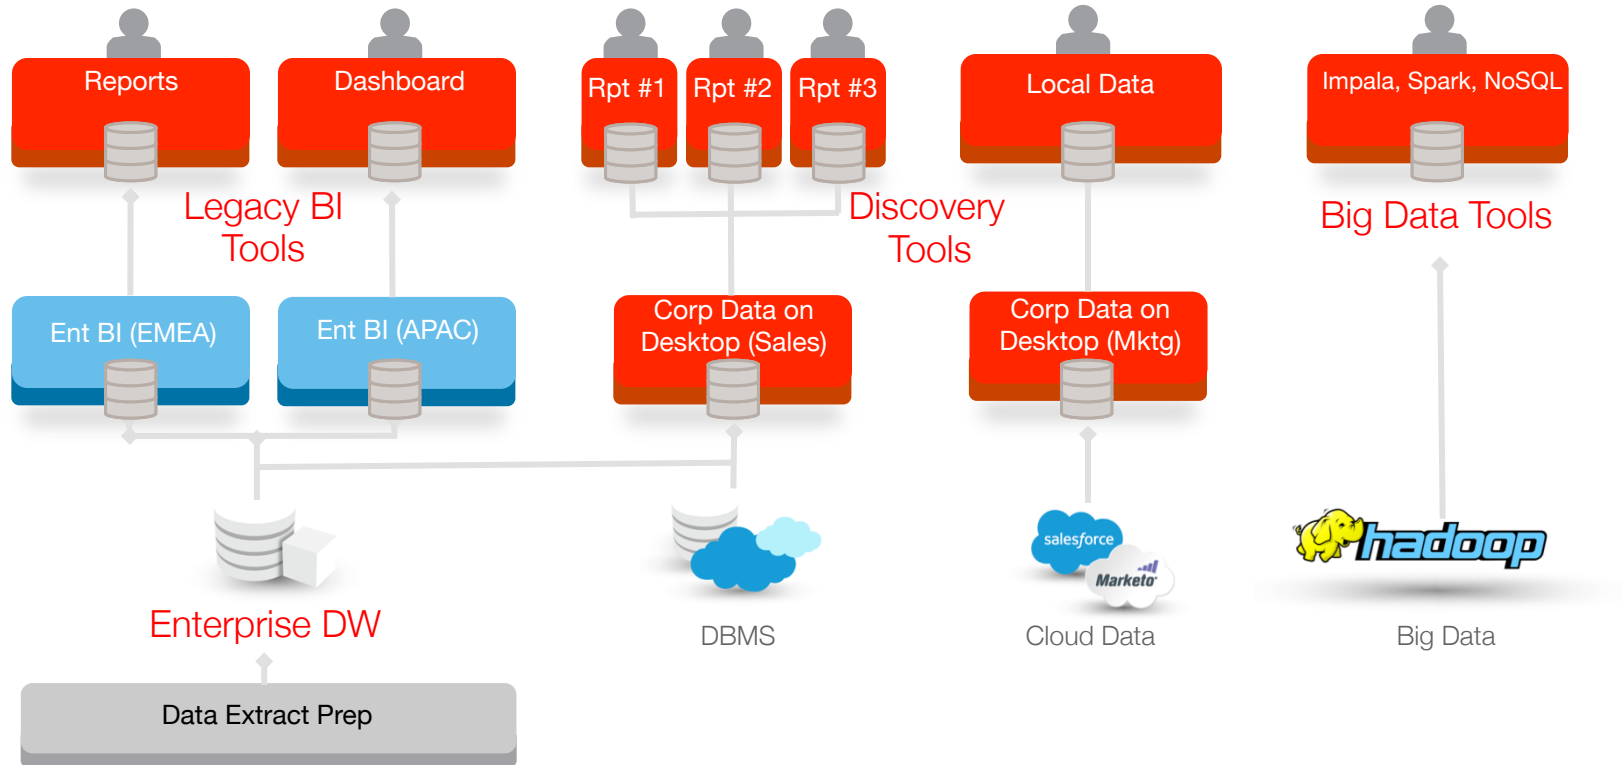 Reports
Dashboard
Rpt #1
Rpt #2
Rpt #3
Local Data
Impala, Spark, NoSQL
Legacy BI
Tools
Discovery
Tools
Big Data Tools
Ent BI (EMEA)
Ent BI (APAC)
Corp Data on
Desktop (Sales)
Corp Data on
Desktop (Mktg)
salesforce
Marketo
hadoop
Enterprise DW
DBMS
Cloud Data
Big Data
Data Extract Prep